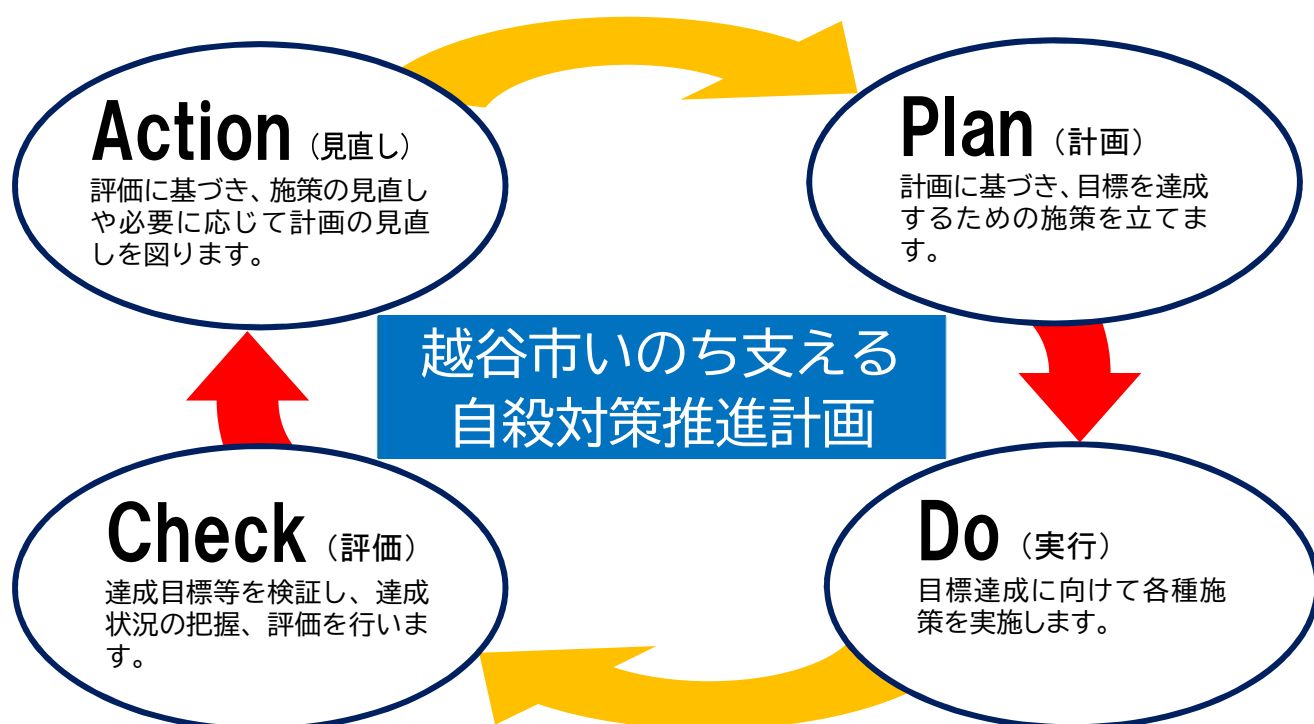 Action（見直し）
評価に基づき、施策の見直し
や必要に応じて計画の見直
しを図ります。
Plan（計画）
計画に基づき、目標を達成
するための施策を立てま
す。
越谷市いのち支える
自殺対策推進計画
Check（評価）
達成目標等を検証し、達成
状況の把握、評価を行いま
す。
Do（実行）
目標達成に向けて各種施
策を実施します。